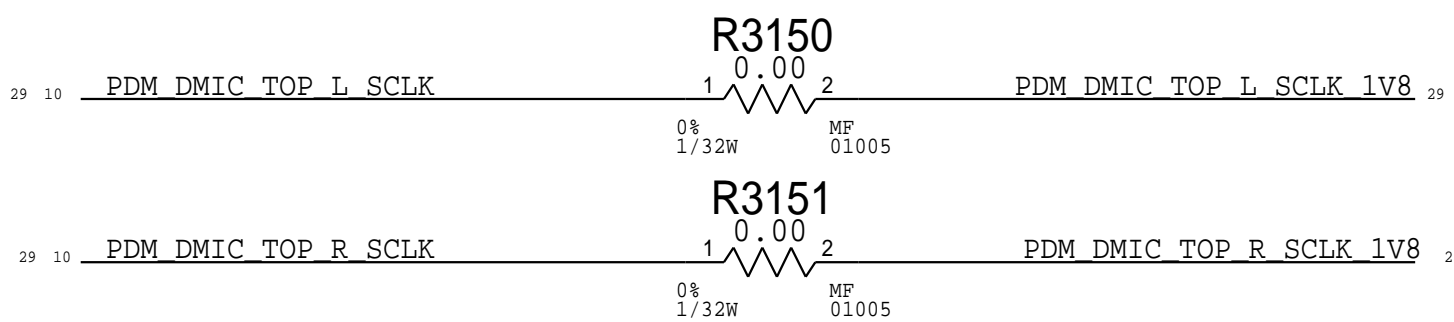 R3150
0.00
29 10 PDM_DMIC_TOP_L_SCLK 1 2 PDM_DMIC_TOP_L_SCLK_1V8 29
0% MF
1/32W 01005
R3151
0.00
29 10 PDM_DMIC_TOP_R_SCLK 1 2 PDM_DMIC_TOP_R_SCLK_1V8 2
0% MF
1/32W 01005